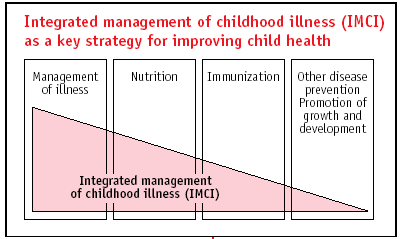 Integrated management of childhood illness (IMCI)
as a key strategy for improving child health
Management
of illness
Nutrition
Immunization
Other disease
prevention
Promotion of
growth and
development
Integrated management
of childhood illness (IMCI)